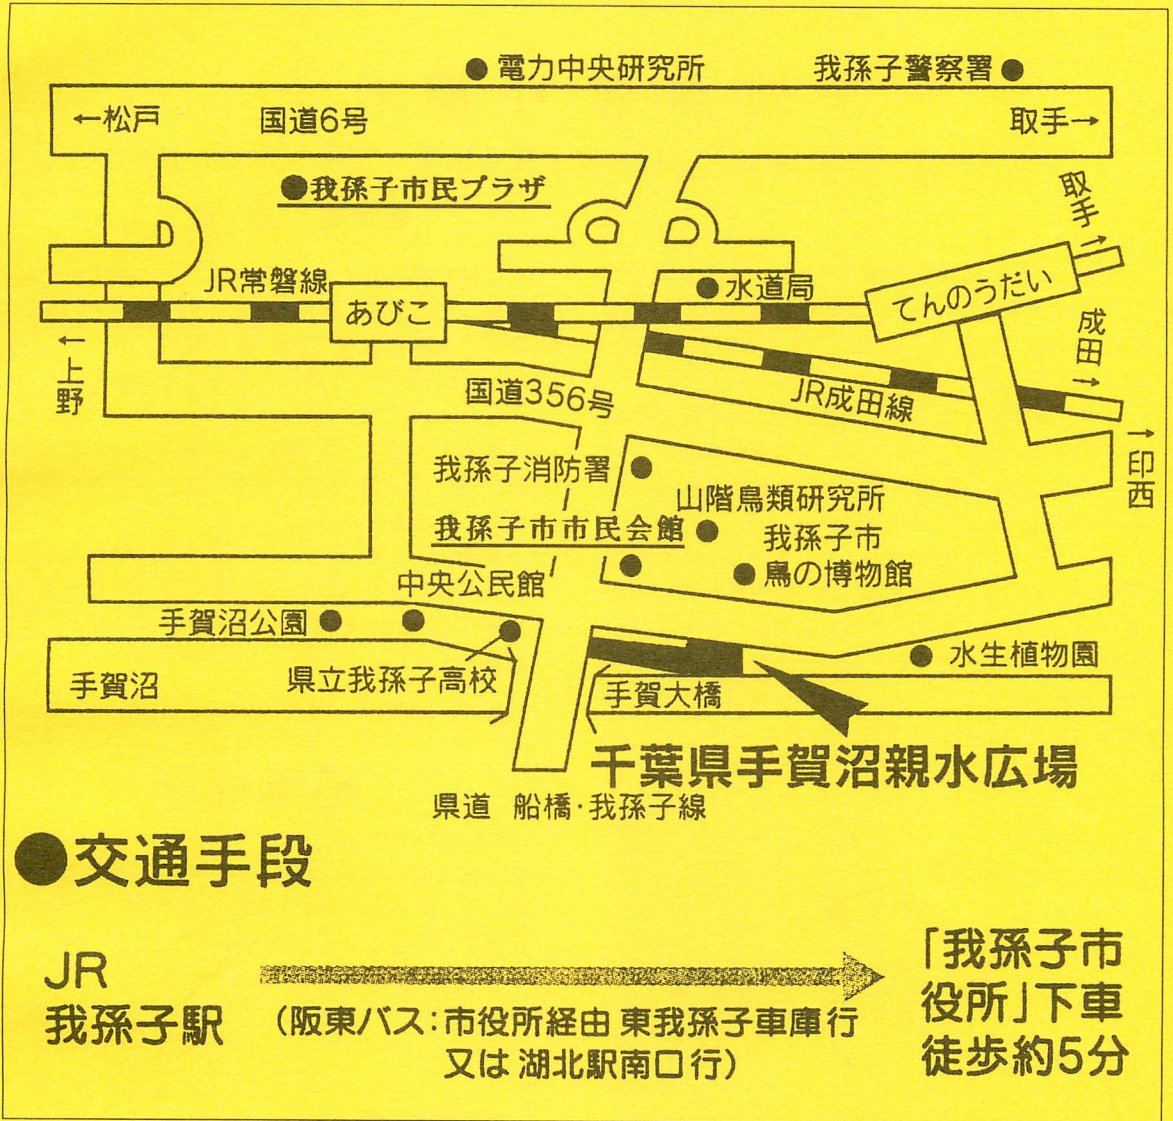 電力中央研究所
我孫子警察署
←松戸
国道6号
取手→
我孫子市民プラザ
取手→
JR常磐線
あびこ
水道局
てんのうだい
←上野
成田→
国道356号
JR成田線
→印西
我孫子消防署
山階鳥類研究所
我孫子市市民会館
我孫子市
鳥の博物館
中央公民館
手賀沼公園
水生植物園
手賀沼
県立我孫子高校
手賀大橋
千葉県手賀沼親水広場
県道 船橋・我孫子線
●交通手段
JR
我孫子駅
(阪東バス:市役所経由 東我孫子車庫行
又は 湖北駅南口行)
「我孫子市
役所」下車
徒歩約5分